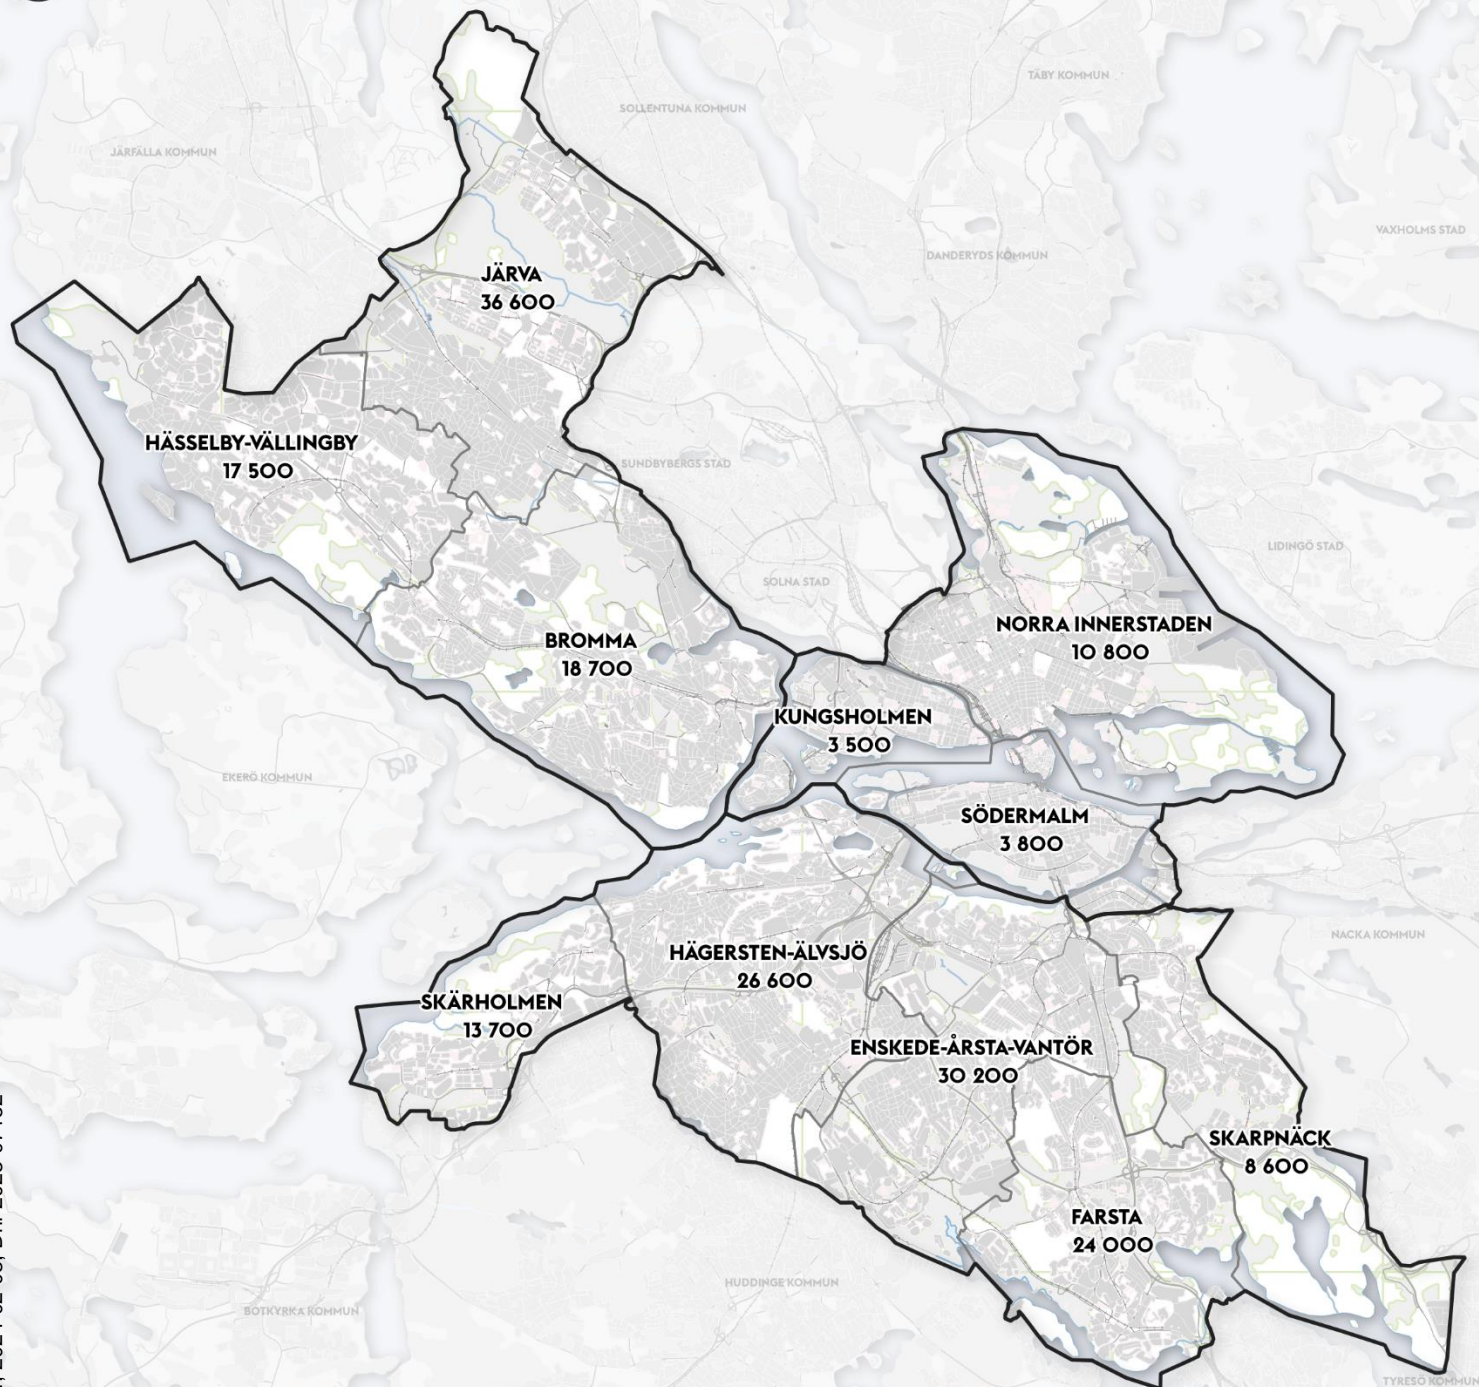 TÄBY KOMMUN
SOLLENTUNA KOMMUN
JÄRFÄLLA KOMMUN
VAXHOLMS STAD
DANDERYDS KOMMUN
JÄRVA
36 600
HÄSSELBY-VÄLLINGBY
17 500
SUNDBYBERGS STAD
LIDINGÖ STAD
SOLNA STAD
NORRA INNERSTADEN
10 800
BROMMA
18 700
KUNGSHOLMEN
3 500
EKERÖ KOMMUN
SÖDERMALM
3 800
NACKA KOMMUN
HÄGERSTEN-ÄLVSJÖ
26 600
SKÄRHOLMEN
13 700
ENSKEDE-ÅRSTA-VANTÖR
30 200
SKARPNÄCK
8 600
FARSTA
24 000
HUDDINGE KOMMUN
BOTKYRKA KOMMUN
TYRESÖ KOMMUN